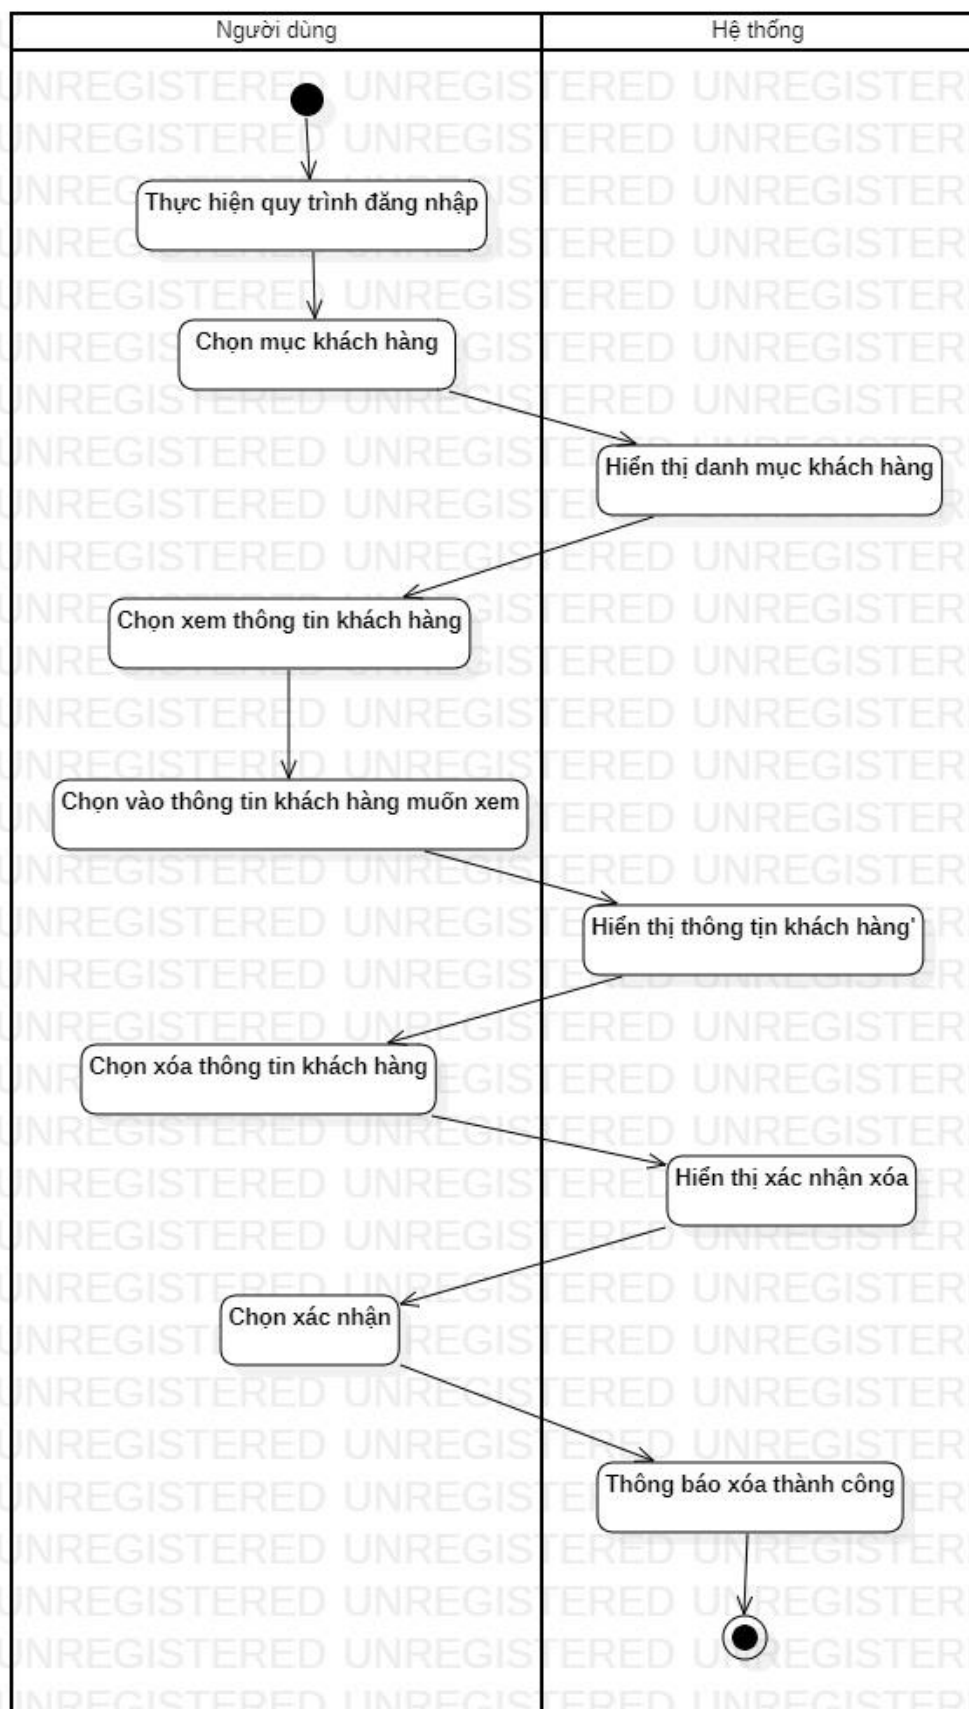 Người dùng
Hệ thống
Thực hiện quy trình đăng nhập
Chọn mục khách hàng
Hiển thị danh mục khách hàng
Chọn xem thông tin khách hàng
Chọn vào thông tin khách hàng muốn xem
Hiển thị thông tịn khách hàng'
Chọn xóa thông tin khách hàng
Hiển thị xác nhận xóa
Chọn xác nhận
Thông báo xóa thành công
UNREGISTERED